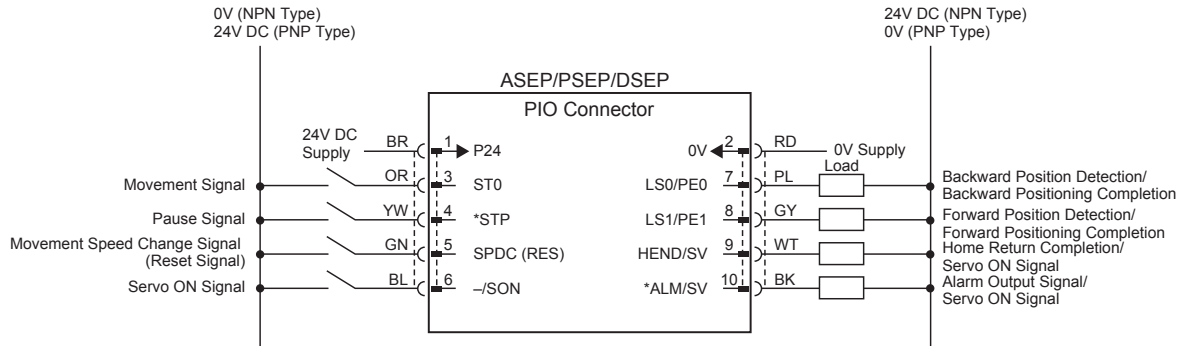 0V (NPN Type)
24V DC (PNP Type)
24V DC (NPN Type)
0V (PNP Type)
ASEP/PSEP/DSEP
PIO Connector
24V DC
Supply
BR
1
P24
0V
2
RD
0V Supply
Load
Movement Signal
OR
3
ST0
LS0/PE0
7
PL
Backward Position Detection/
Backward Positioning Completion
Pause Signal
YW
4
*STP
LS1/PE1
8
GY
Forward Position Detection/
Forward Positioning Completion
Movement Speed Change Signal
(Reset Signal)
GN
5
SPDC (RES)
HEND/SV
9
WT
Home Return Completion/
Servo ON Signal
Servo ON Signal
BL
6
–/SON
*ALM/SV
10
BK
Alarm Output Signal/
Servo ON Signal